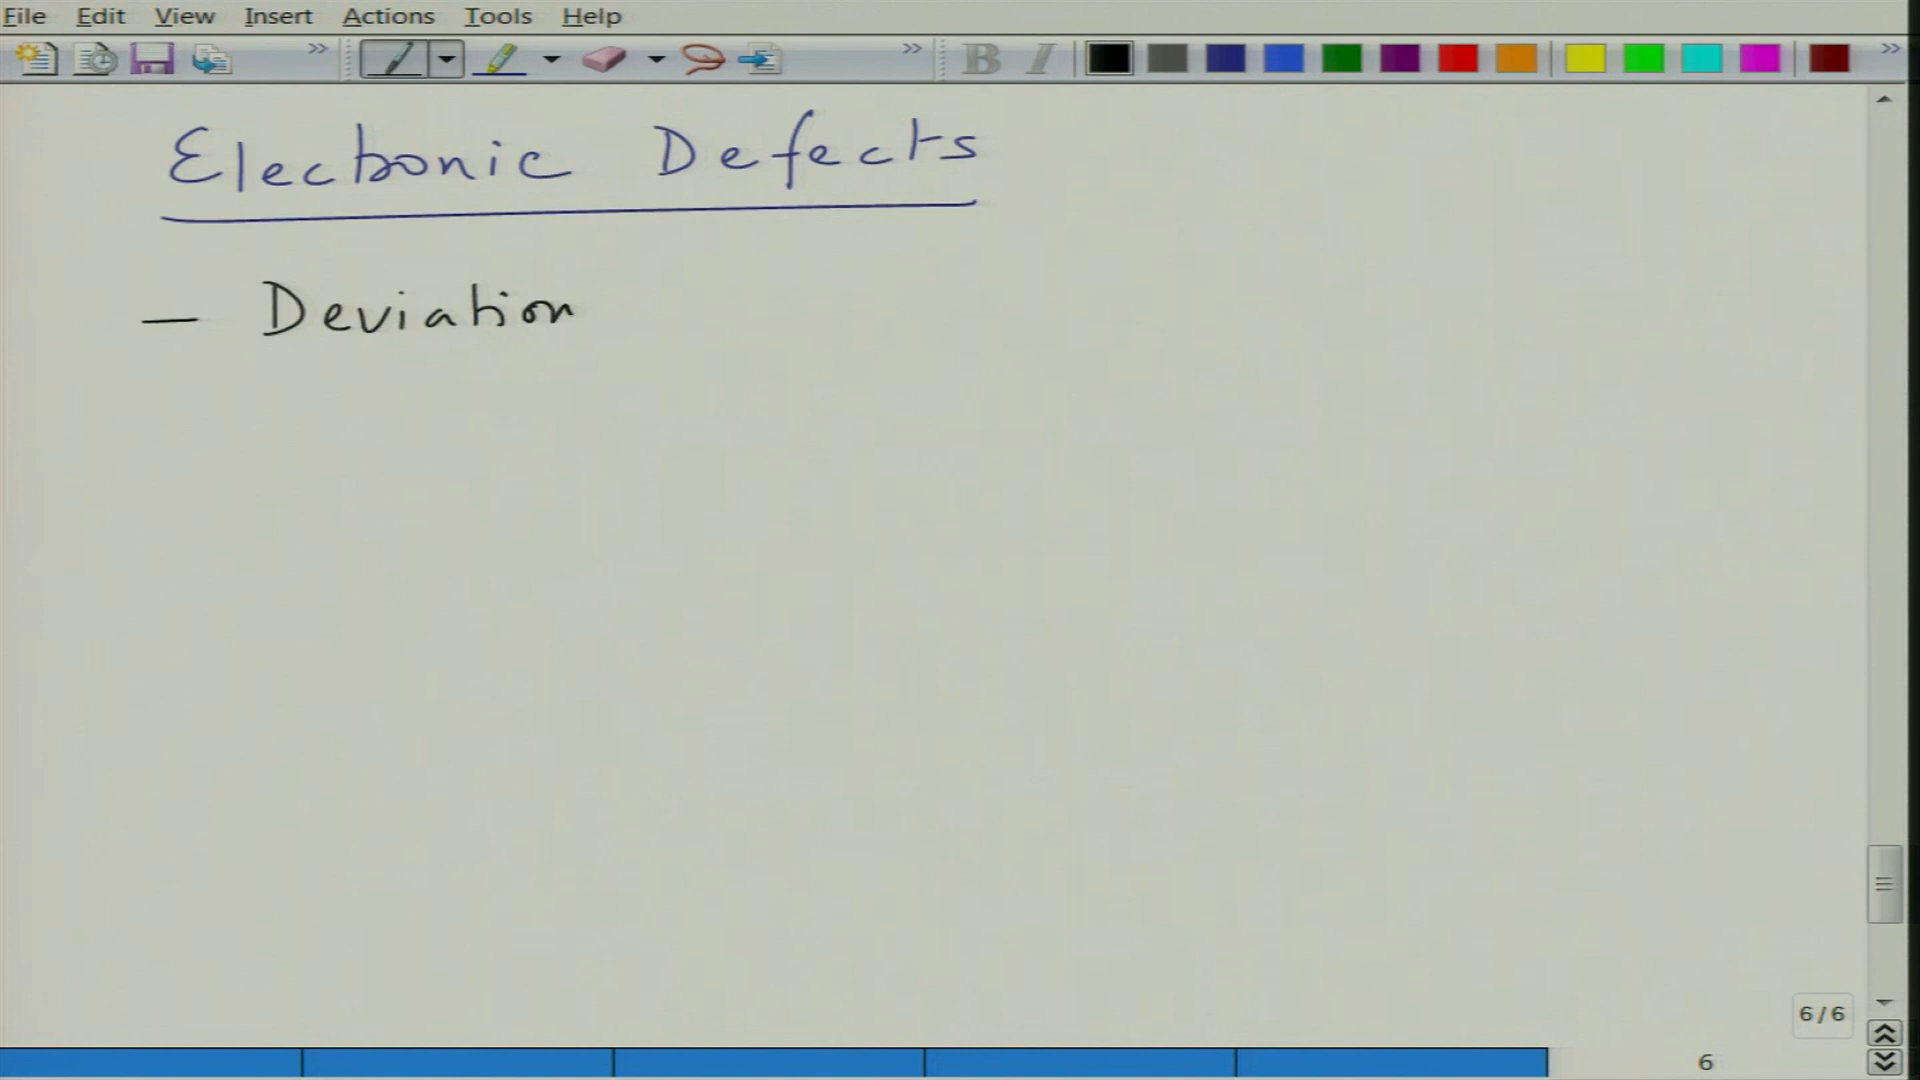 File Edit View Insert Actions Tools Help
B I
Electronic Defects
— Deviation
6/6
6